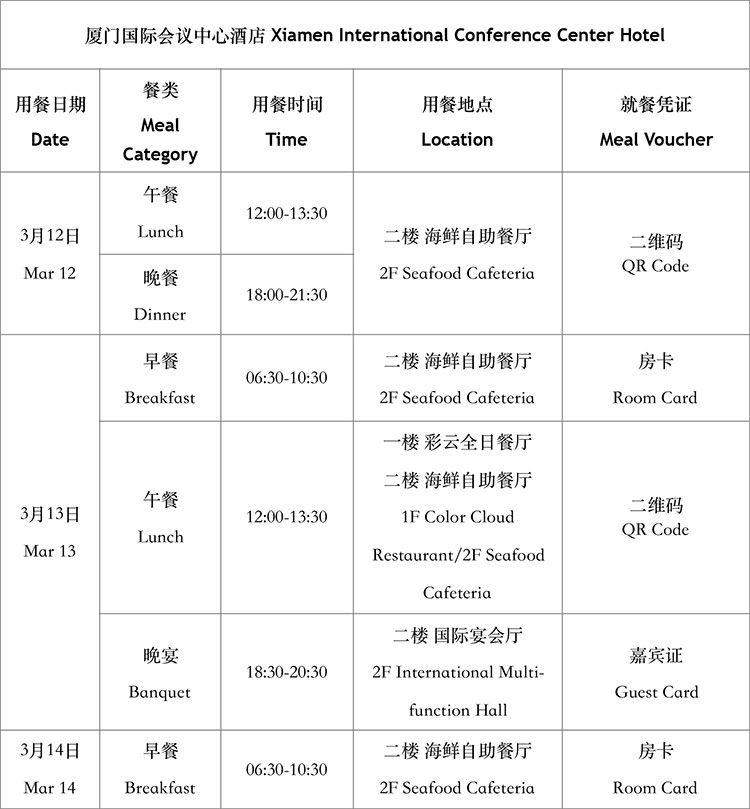 厦门国际会议中心酒店 Xiamen International Conference Center Hotel
用餐日期
Date
餐类
Meal
Category
用餐时间
Time
用餐地点
Location
就餐凭证
Meal Voucher
3月12日
Mar 12
午餐
Lunch
12:00-13:30
二楼 海鲜自助餐厅
2F Seafood Cafeteria
二维码
QR Code
晚餐
Dinner
18:00-21:30
3月13日
Mar 13
早餐
Breakfast
06:30-10:30
二楼 海鲜自助餐厅
2F Seafood Cafeteria
房卡
Room Card
午餐
Lunch
12:00-13:30
一楼 彩云全日餐厅
二楼 海鲜自助餐厅
1F Color Cloud
Restaurant/2F Seafood
Cafeteria
二维码
QR Code
晚宴
Banquet
18:30-20:30
二楼 国际宴会厅
2F International Multi-
function Hall
嘉宾证
Guest Card
3月14日
Mar 14
早餐
Breakfast
06:30-10:30
二楼 海鲜自助餐厅
2F Seafood Cafeteria
房卡
Room Card